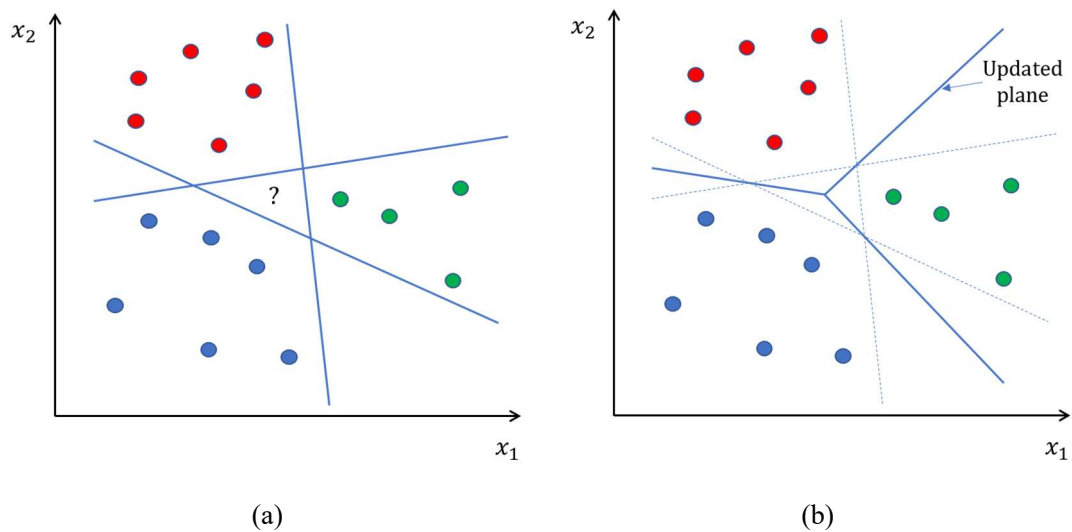 x₂
?
x₁
(a)
x₂
Updated
plane
x₁
(b)